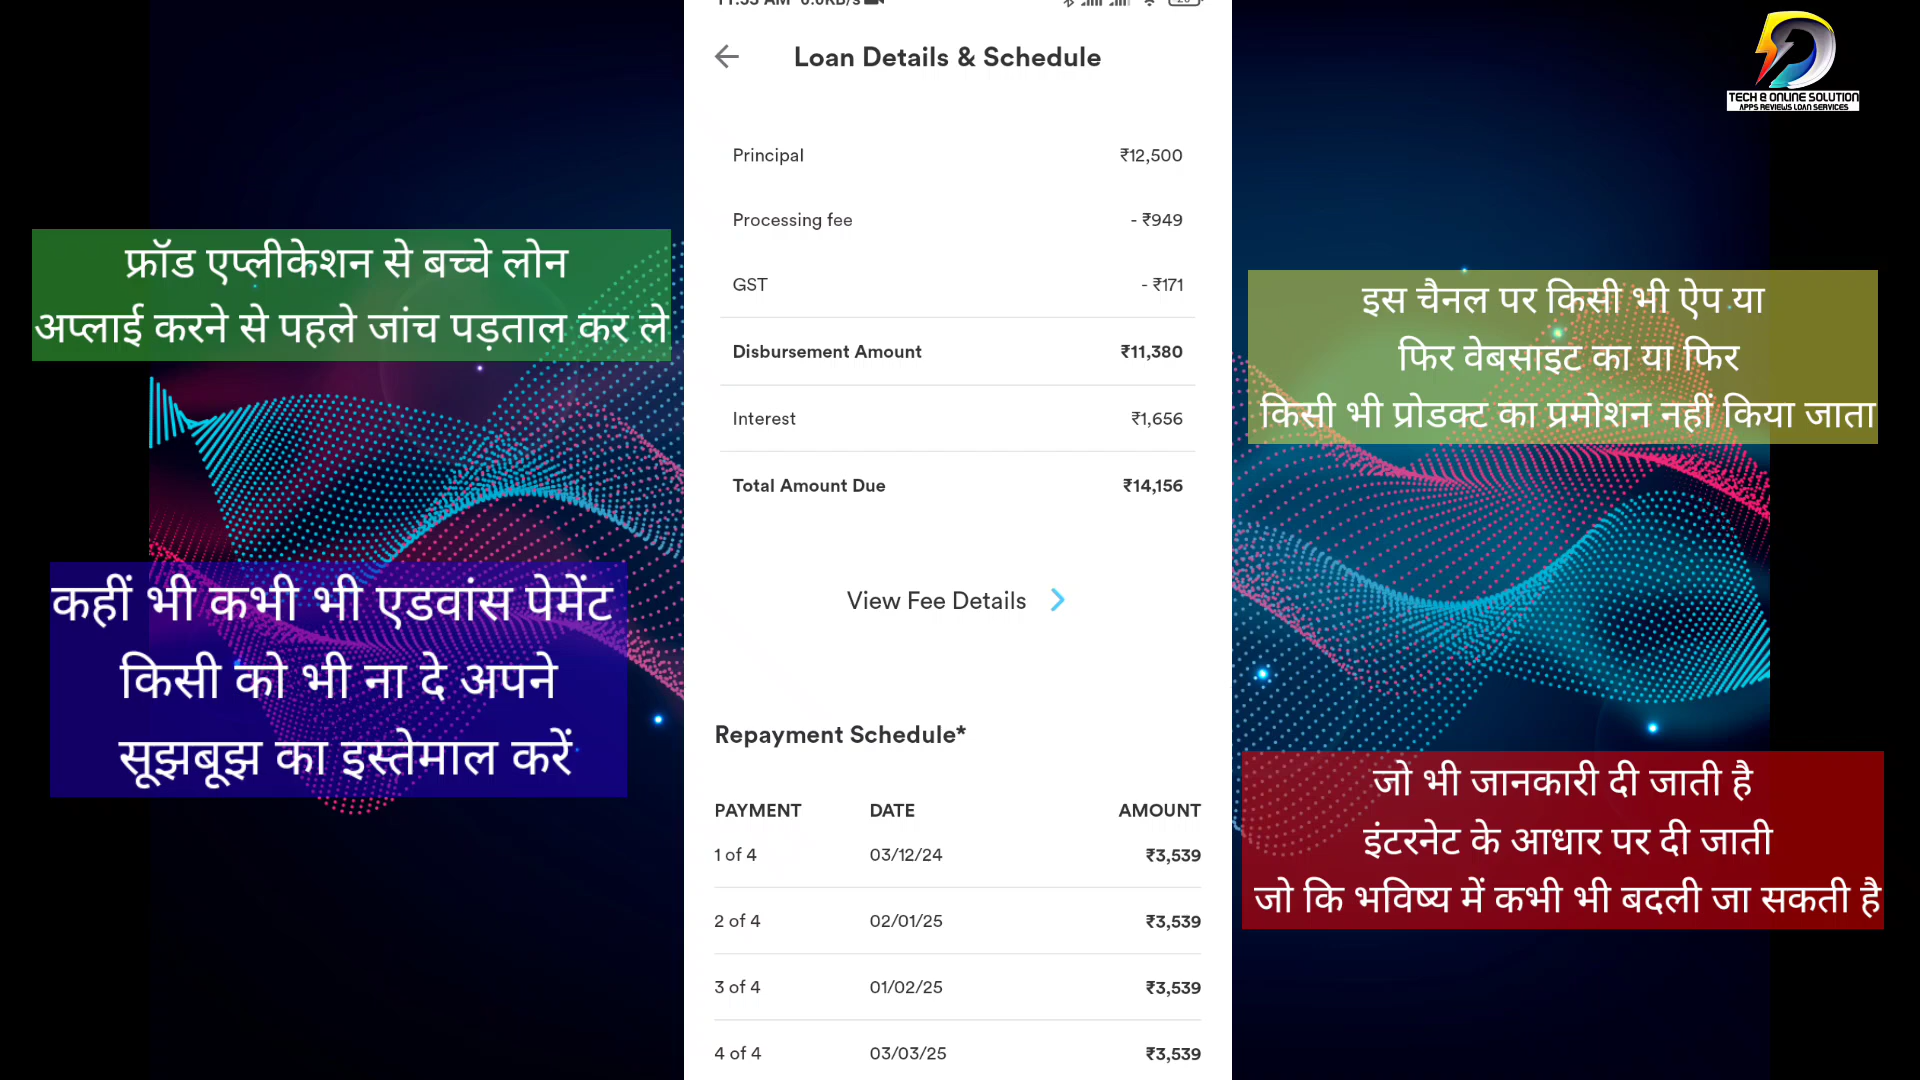 Loan Details & Schedule
TECH & ONLINE SOLUTION
APPS REVIEWS LOAN SERVICES
Principal ₹12,500
Processing fee - ₹949
GST - ₹171
Disbursement Amount ₹11,380
Interest ₹1,656
Total Amount Due ₹14,156
View Fee Details
Repayment Schedule*
PAYMENT DATE AMOUNT
1 of 4 03/12/24 ₹3,539
2 of 4 02/01/25 ₹3,539
3 of 4 01/02/25 ₹3,539
4 of 4 03/03/25 ₹3,539
फ्रॉड एप्लीकेशन से बच्चे लोन
अप्लाई करने से पहले जांच पड़ताल कर ले
कहीं भी कभी भी एडवांस पेमेंट
किसी को भी ना दे अपने
सूझबूझ का इस्तेमाल करें
इस चैनल पर किसी भी ऐप या
फिर वेबसाइट का या फिर
किसी भी प्रोडक्ट का प्रमोशन नहीं किया जाता
जो भी जानकारी दी जाती है
इंटरनेट के आधार पर दी जाती
जो कि भविष्य में कभी भी बदली जा सकती है